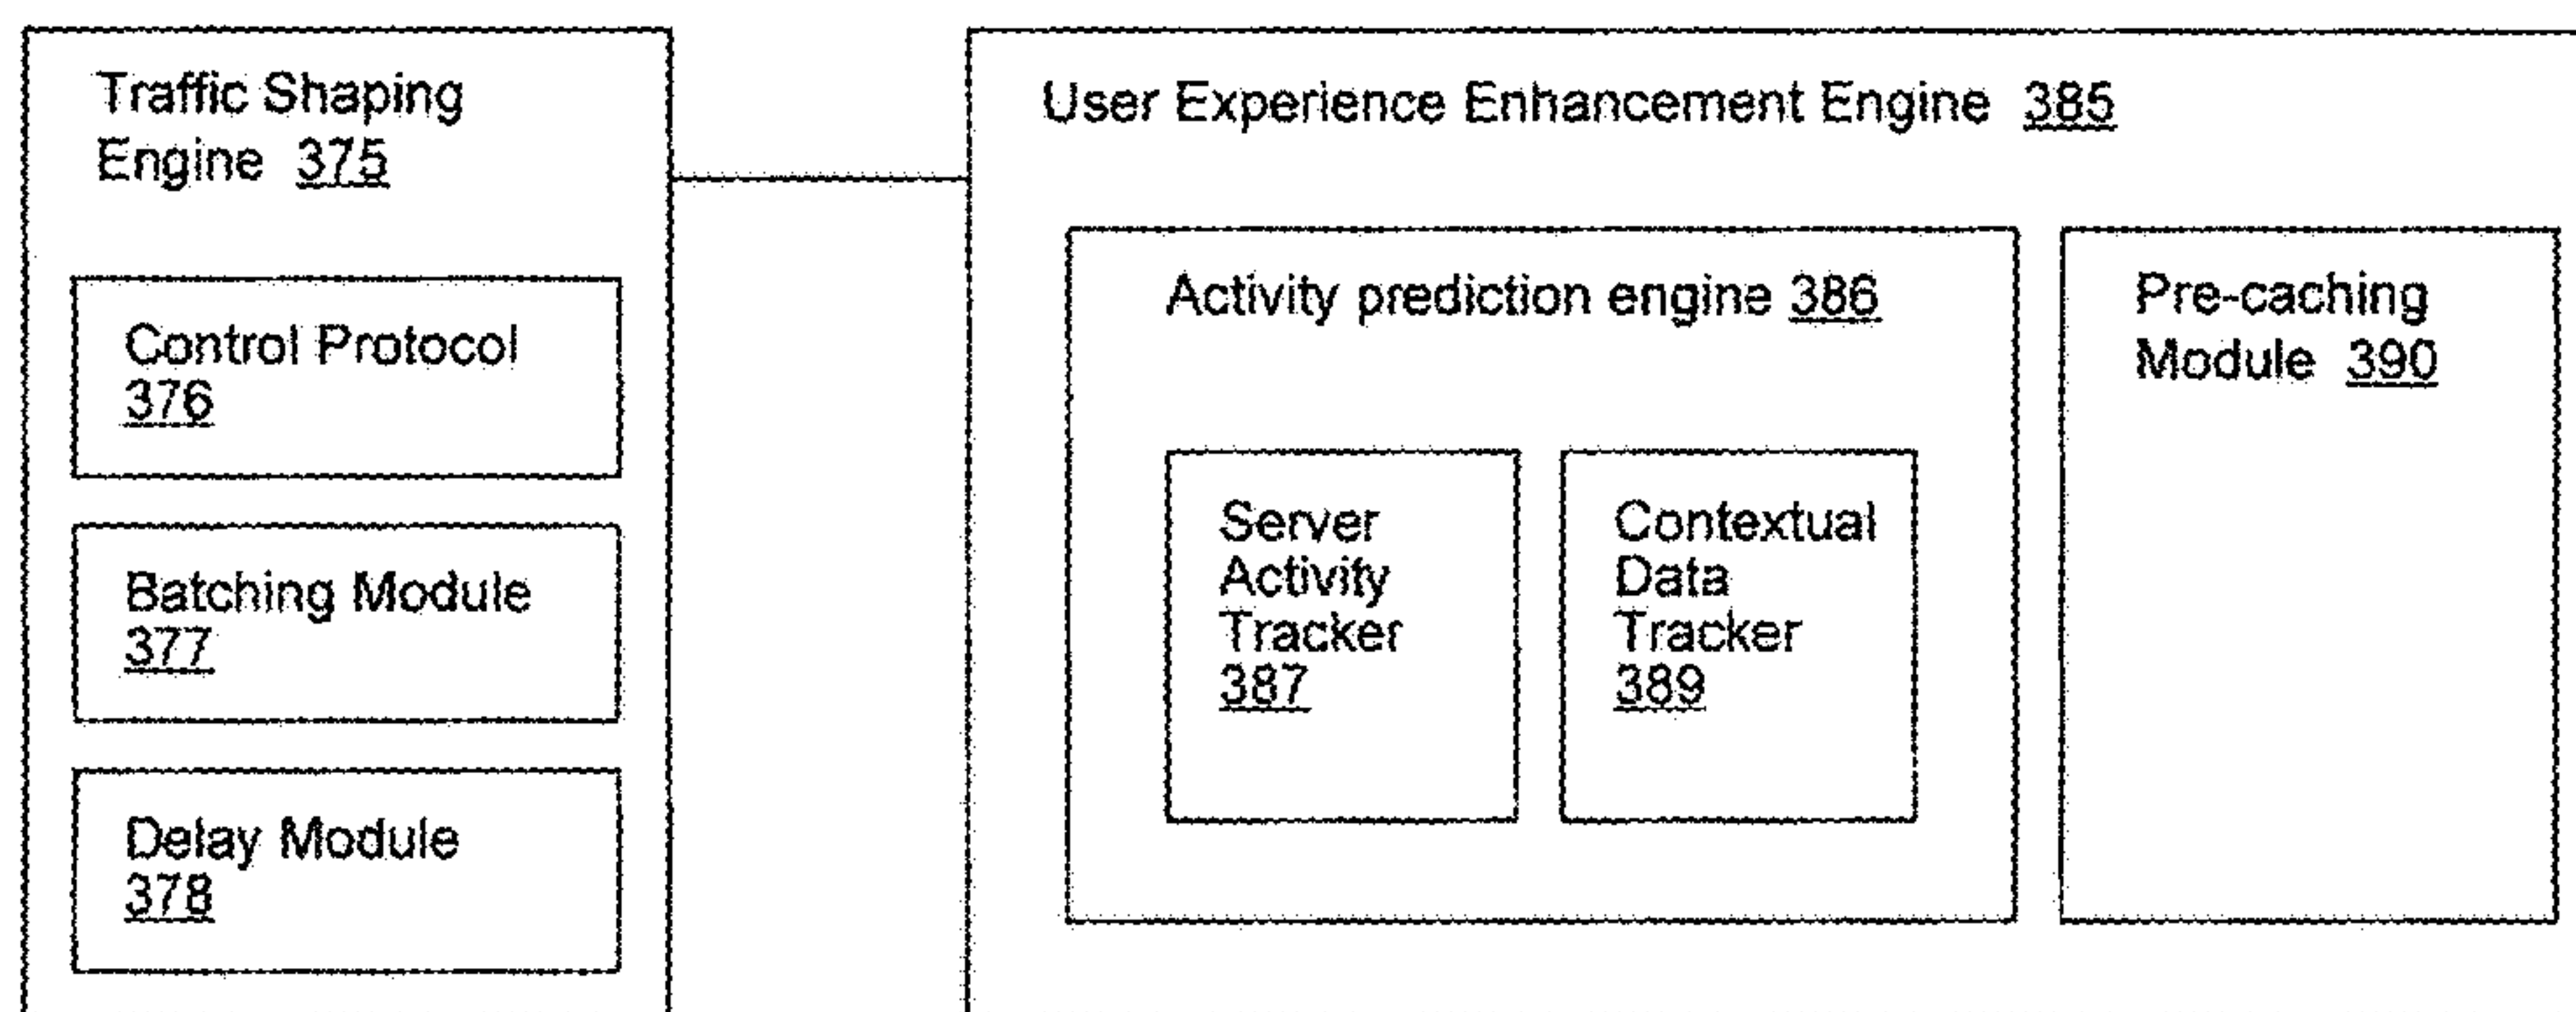 Traffic Shaping
Engine 375
Control Protocol
376
Batching Module
377
Delay Module
378
User Experience Enhancement Engine 385
Activity prediction engine 386
Server
Activity
Tracker
387
Contextual
Data
Tracker
389
Pre-caching
Module 390